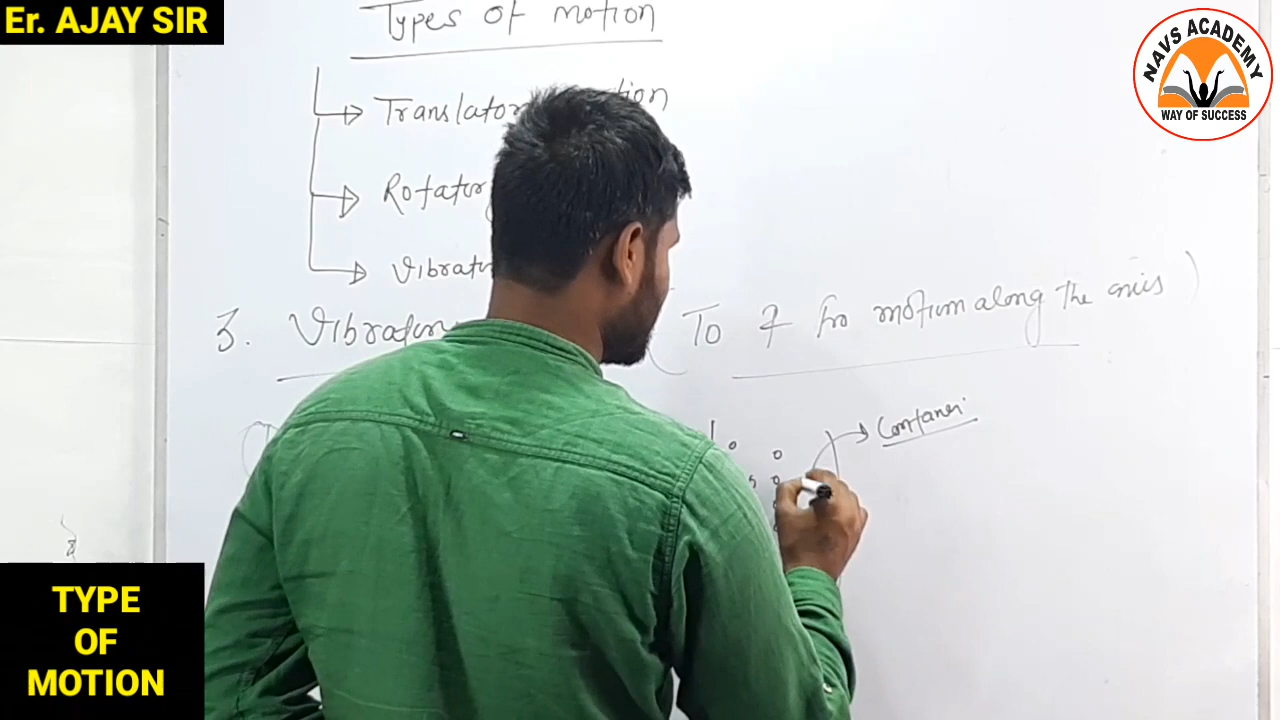 Er. AJAY SIR
NAVS ACADEMY
WAY OF SUCCESS
Types of motion
Translator
tion
Rotator
Vibrat
3. Vibration
(To & fro motion along the axis)
Container
TYPE
OF
MOTION